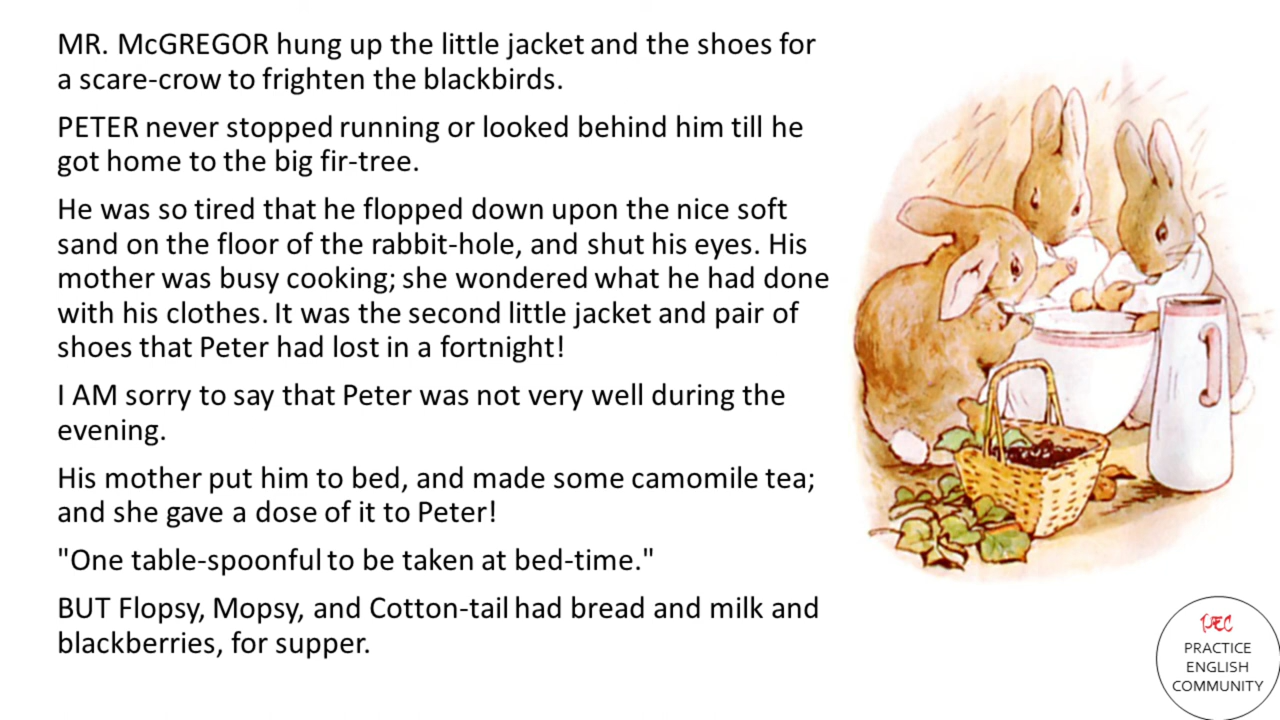 MR. McGREGOR hung up the little jacket and the shoes for
a scare-crow to frighten the blackbirds.
PETER never stopped running or looked behind him till he
got home to the big fir-tree.
He was so tired that he flopped down upon the nice soft
sand on the floor of the rabbit-hole, and shut his eyes. His
mother was busy cooking; she wondered what he had done
with his clothes. It was the second little jacket and pair of
shoes that Peter had lost in a fortnight!
I AM sorry to say that Peter was not very well during the
evening.
His mother put him to bed, and made some camomile tea;
and she gave a dose of it to Peter!
"One table-spoonful to be taken at bed-time."
BUT Flopsy, Mopsy, and Cotton-tail had bread and milk and
blackberries, for supper.
PEC
PRACTICE
ENGLISH
COMMUNITY